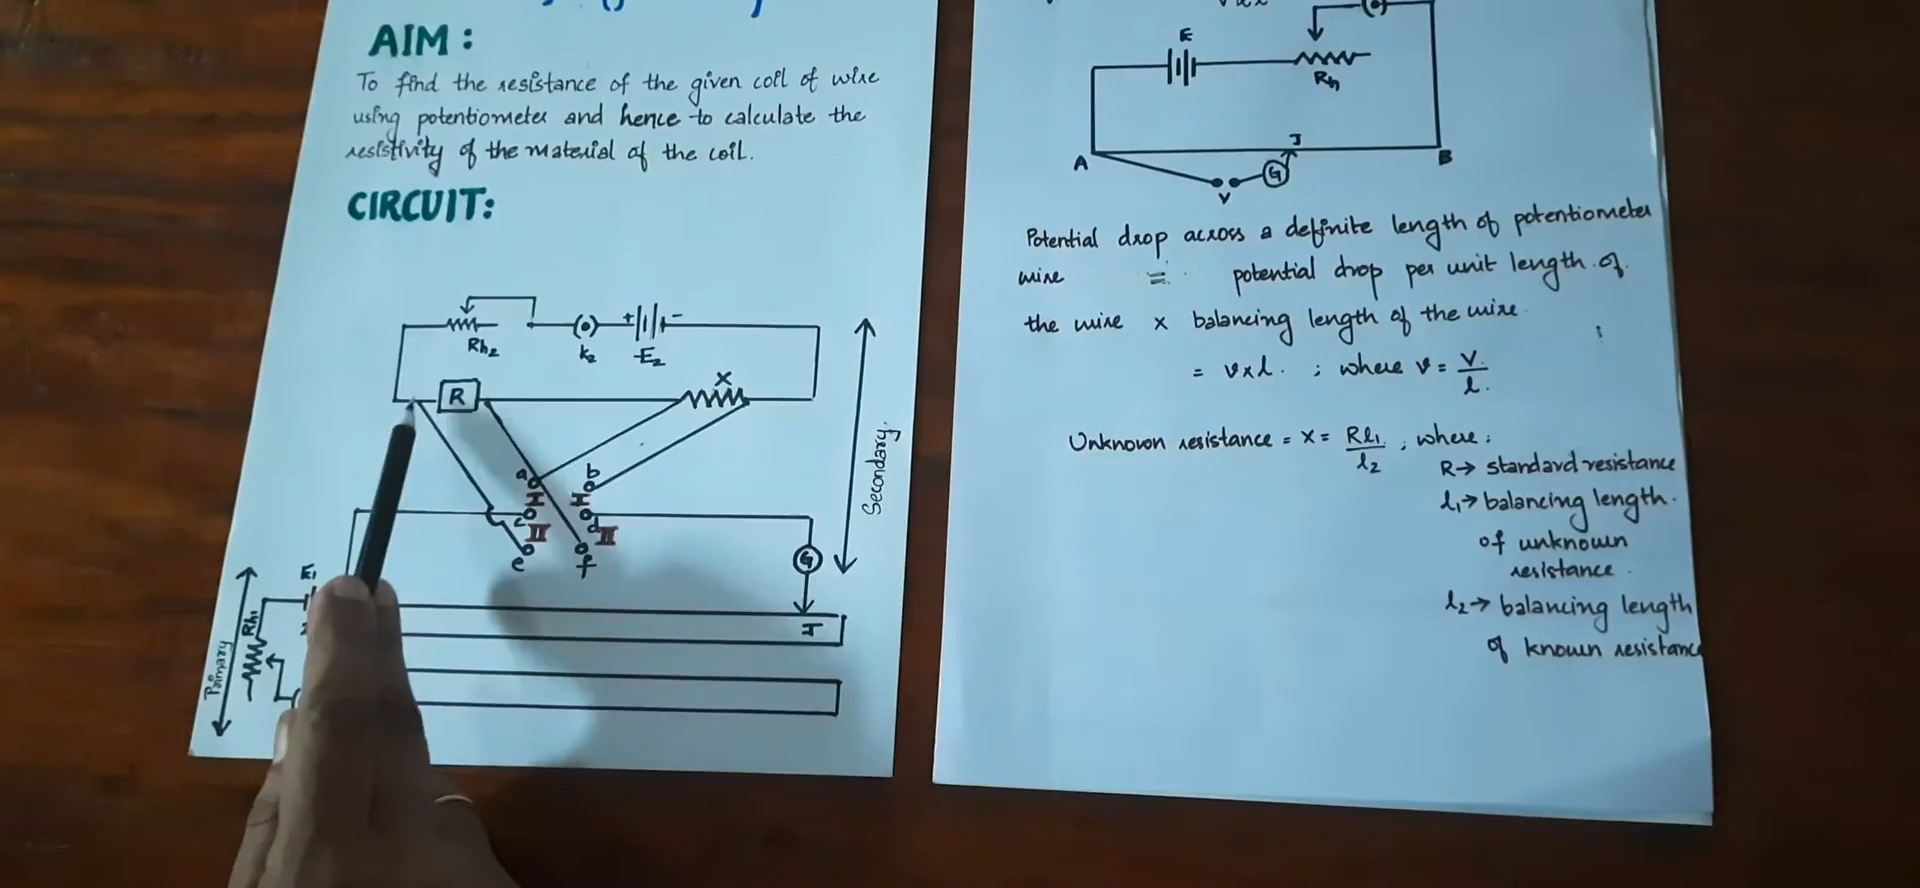 AIM :
To find the resistance of the given coil of wire
using potentiometer and hence to calculate the
resistivity of the material of the coil.
CIRCUIT:
Rh2
K2
+ -
E2
R
X
a b
I I
c d
II II
e f
G
J
Secondary.
E1
Rh1
Primary
E
Rh
A
J
B
G
V
Potential drop across a definite length of potentiometer
wire = potential drop per unit length of
the wire x balancing length of the wire.
= v x l. ; where v = V/l.
Unknown resistance = X = Rl1/l2 , where;
R → standard resistance
l1 → balancing length
of unknown
resistance.
l2 → balancing length
of known resistance